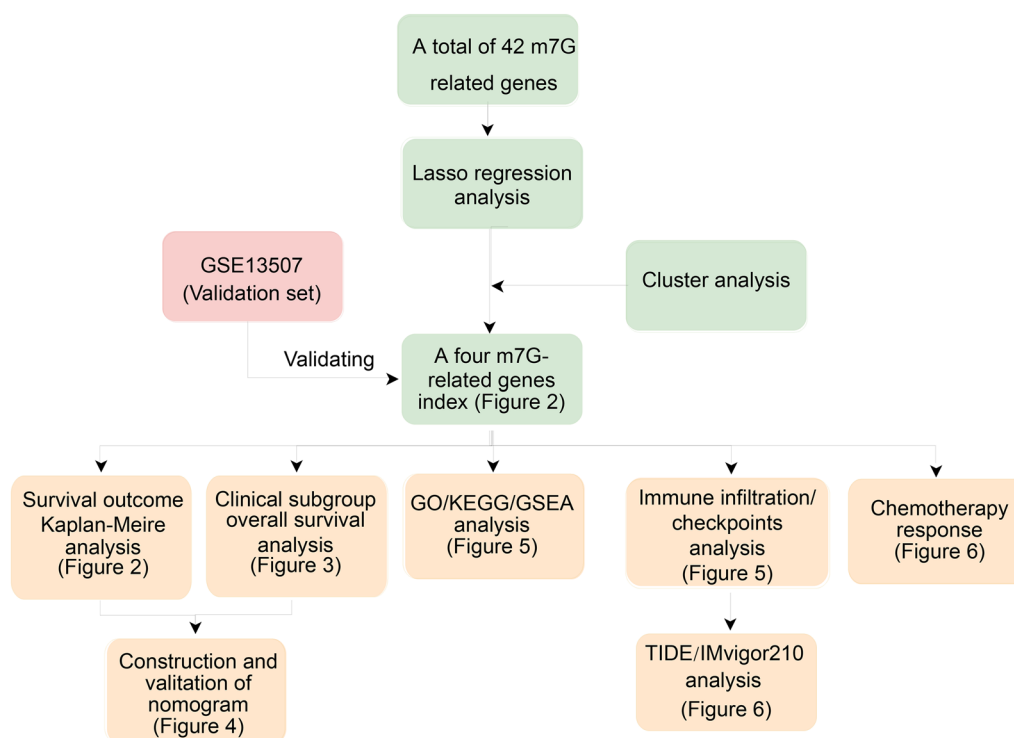 A total of 42 m7G
related genes
Lasso regression
analysis
GSE13507
(Validation set)
Cluster analysis
Validating
A four m7G-
related genes
index (Figure 2)
Survival outcome
Kaplan-Meire
analysis
(Figure 2)
Clinical subgroup
overall survival
analysis
(Figure 3)
GO/KEGG/GSEA
analysis
(Figure 5)
Immune infiltration/
checkpoints
analysis
(Figure 5)
Chemotherapy
response
(Figure 6)
Construction and
valitation of
nomogram
(Figure 4)
TIDE/IMvigor210
analysis
(Figure 6)